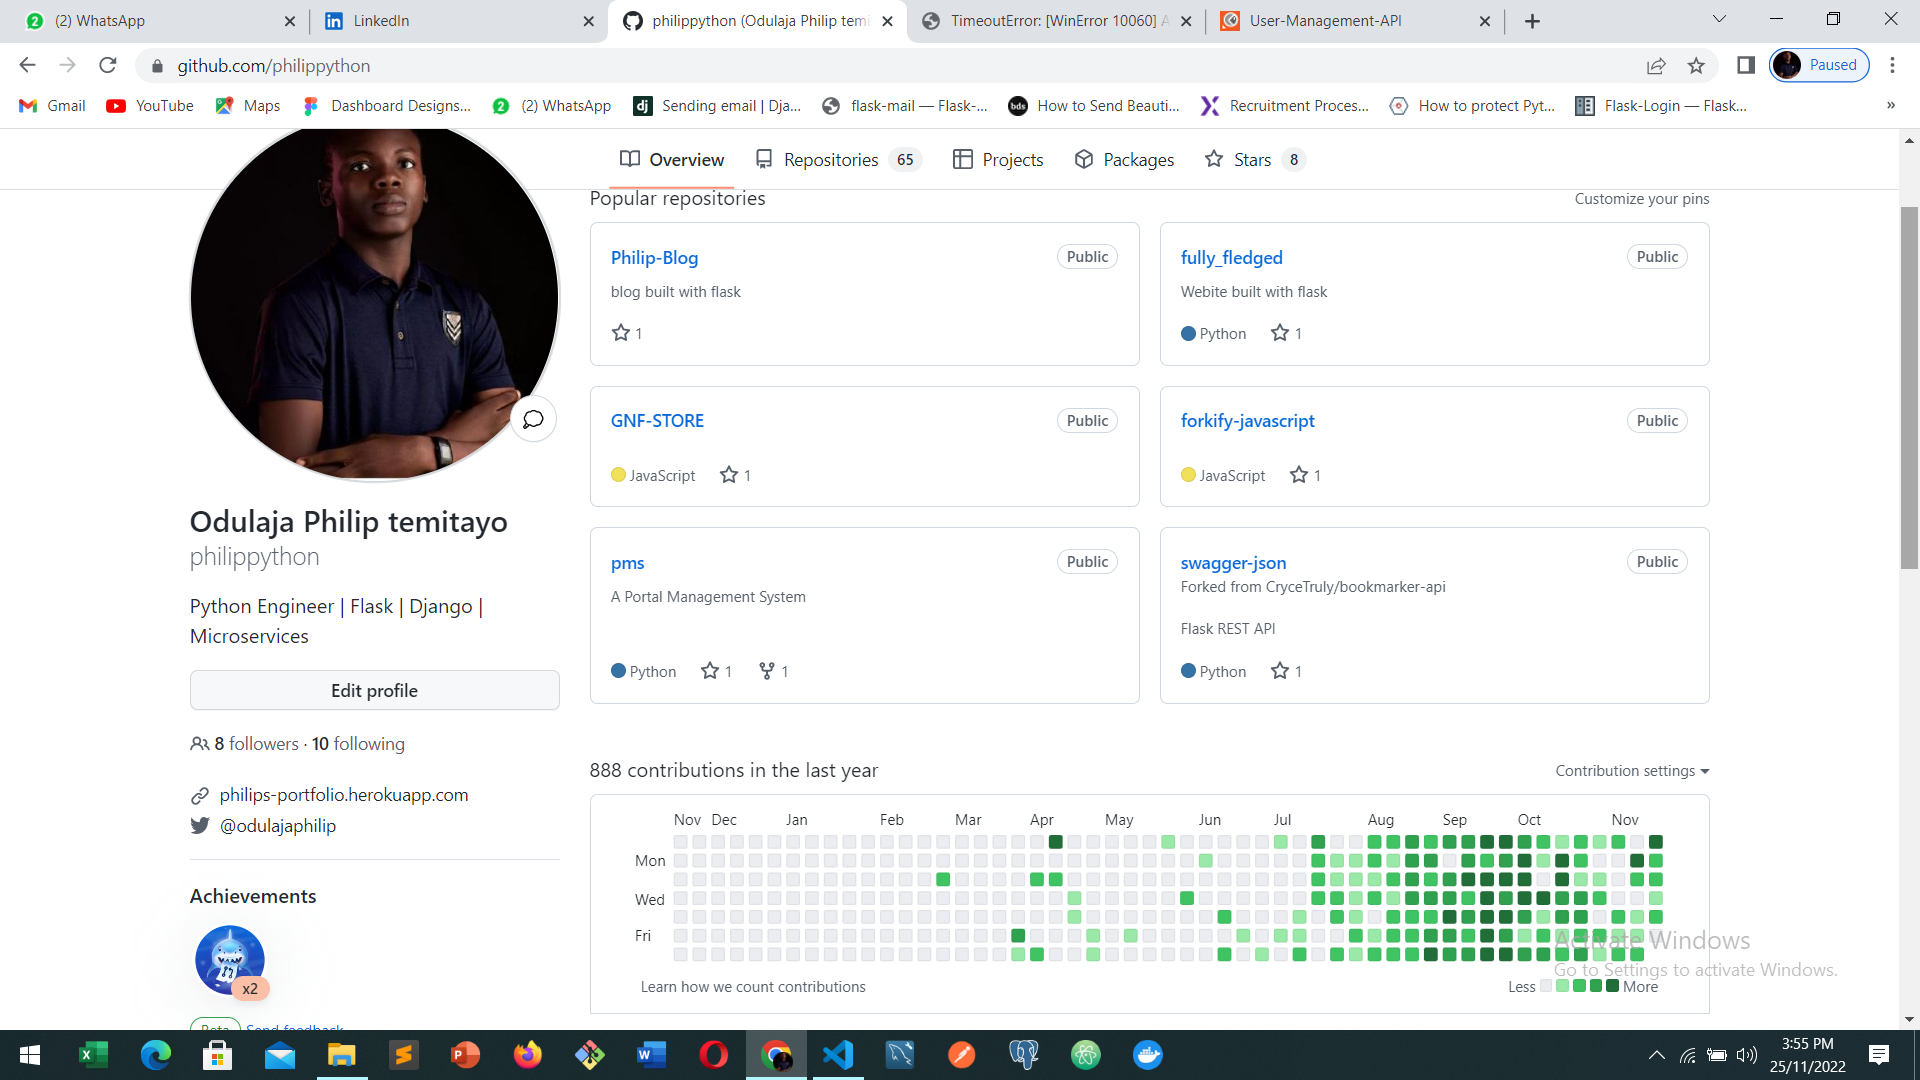 (2) WhatsApp
LinkedIn
philippython (Odulaja Philip temi
TimeoutError: [WinError 10060] A
User-Management-API
github.com/philippython
Paused
Gmail
YouTube
Maps
Dashboard Designs...
(2) WhatsApp
Sending email | Dja...
flask-mail — Flask-...
How to Send Beauti...
Recruitment Proces...
How to protect Pyt...
Flask-Login — Flask...
»
Overview
Repositories 65
Projects
Packages
Stars 8
Popular repositories
Customize your pins
Philip-Blog
Public
blog built with flask
1
fully_fledged
Public
Webite built with flask
Python 1
GNF-STORE
Public
JavaScript 1
forkify-javascript
Public
JavaScript 1
pms
Public
A Portal Management System
Python 1 1
swagger-json
Public
Forked from CryceTruly/bookmarker-api
Flask REST API
Python 1
Odulaja Philip temitayo
philippython
Python Engineer | Flask | Django |
Microservices
Edit profile
8 followers · 10 following
philips-portfolio.herokuapp.com
@odulajaphilip
Achievements
x2
Beta Send feedback
888 contributions in the last year
Contribution settings
Nov Dec Jan Feb Mar Apr May Jun Jul Aug Sep Oct Nov
Mon
Wed
Fri
Learn how we count contributions
Less More
Activate Windows
Go to Settings to activate Windows.
3:55 PM
25/11/2022